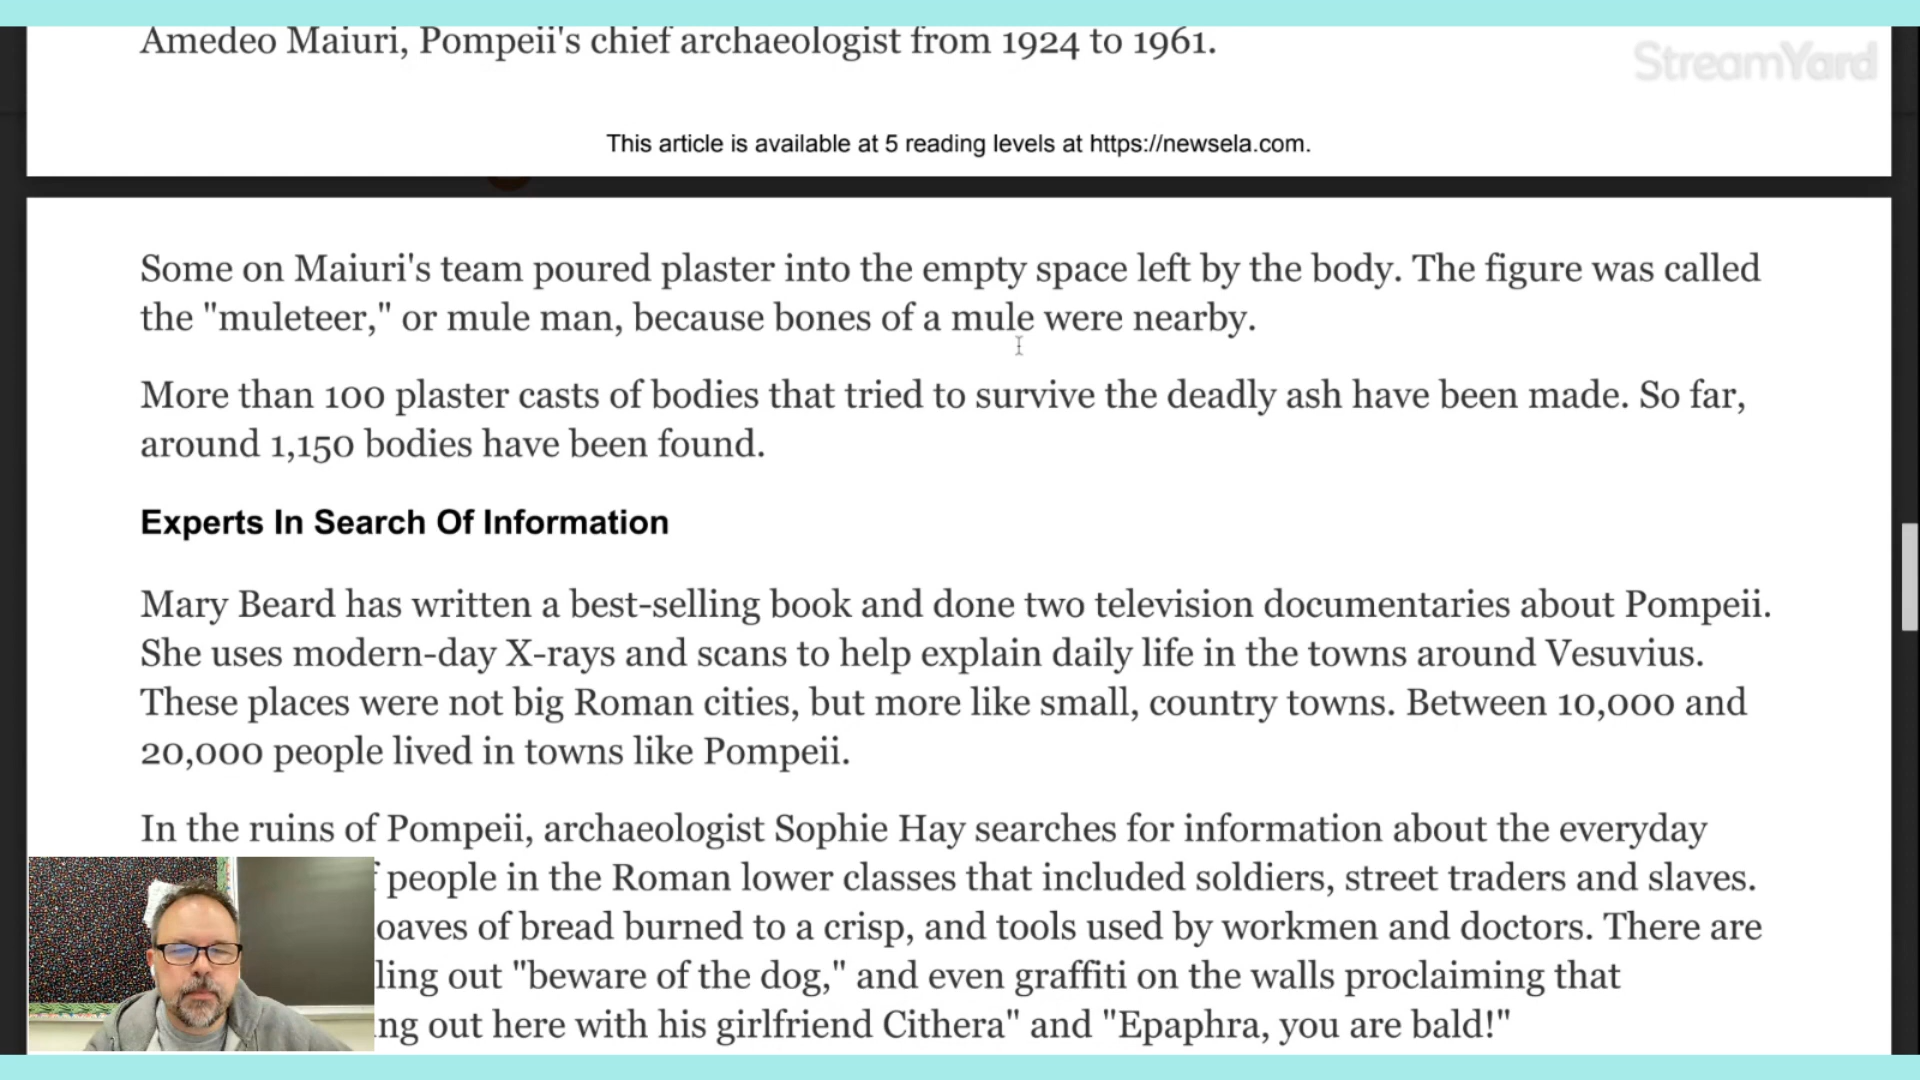 Amedeo Maiuri, Pompeii's chief archaeologist from 1924 to 1961.
StreamYard
This article is available at 5 reading levels at https://newsela.com.
Some on Maiuri's team poured plaster into the empty space left by the body. The figure was called
the "muleteer," or mule man, because bones of a mule were nearby.
More than 100 plaster casts of bodies that tried to survive the deadly ash have been made. So far,
around 1,150 bodies have been found.
Experts In Search Of Information
Mary Beard has written a best-selling book and done two television documentaries about Pompeii.
She uses modern-day X-rays and scans to help explain daily life in the towns around Vesuvius.
These places were not big Roman cities, but more like small, country towns. Between 10,000 and
20,000 people lived in towns like Pompeii.
In the ruins of Pompeii, archaeologist Sophie Hay searches for information about the everyday
people in the Roman lower classes that included soldiers, street traders and slaves.
oaves of bread burned to a crisp, and tools used by workmen and doctors. There are
ling out "beware of the dog," and even graffiti on the walls proclaiming that
ng out here with his girlfriend Cithera" and "Epaphra, you are bald!"